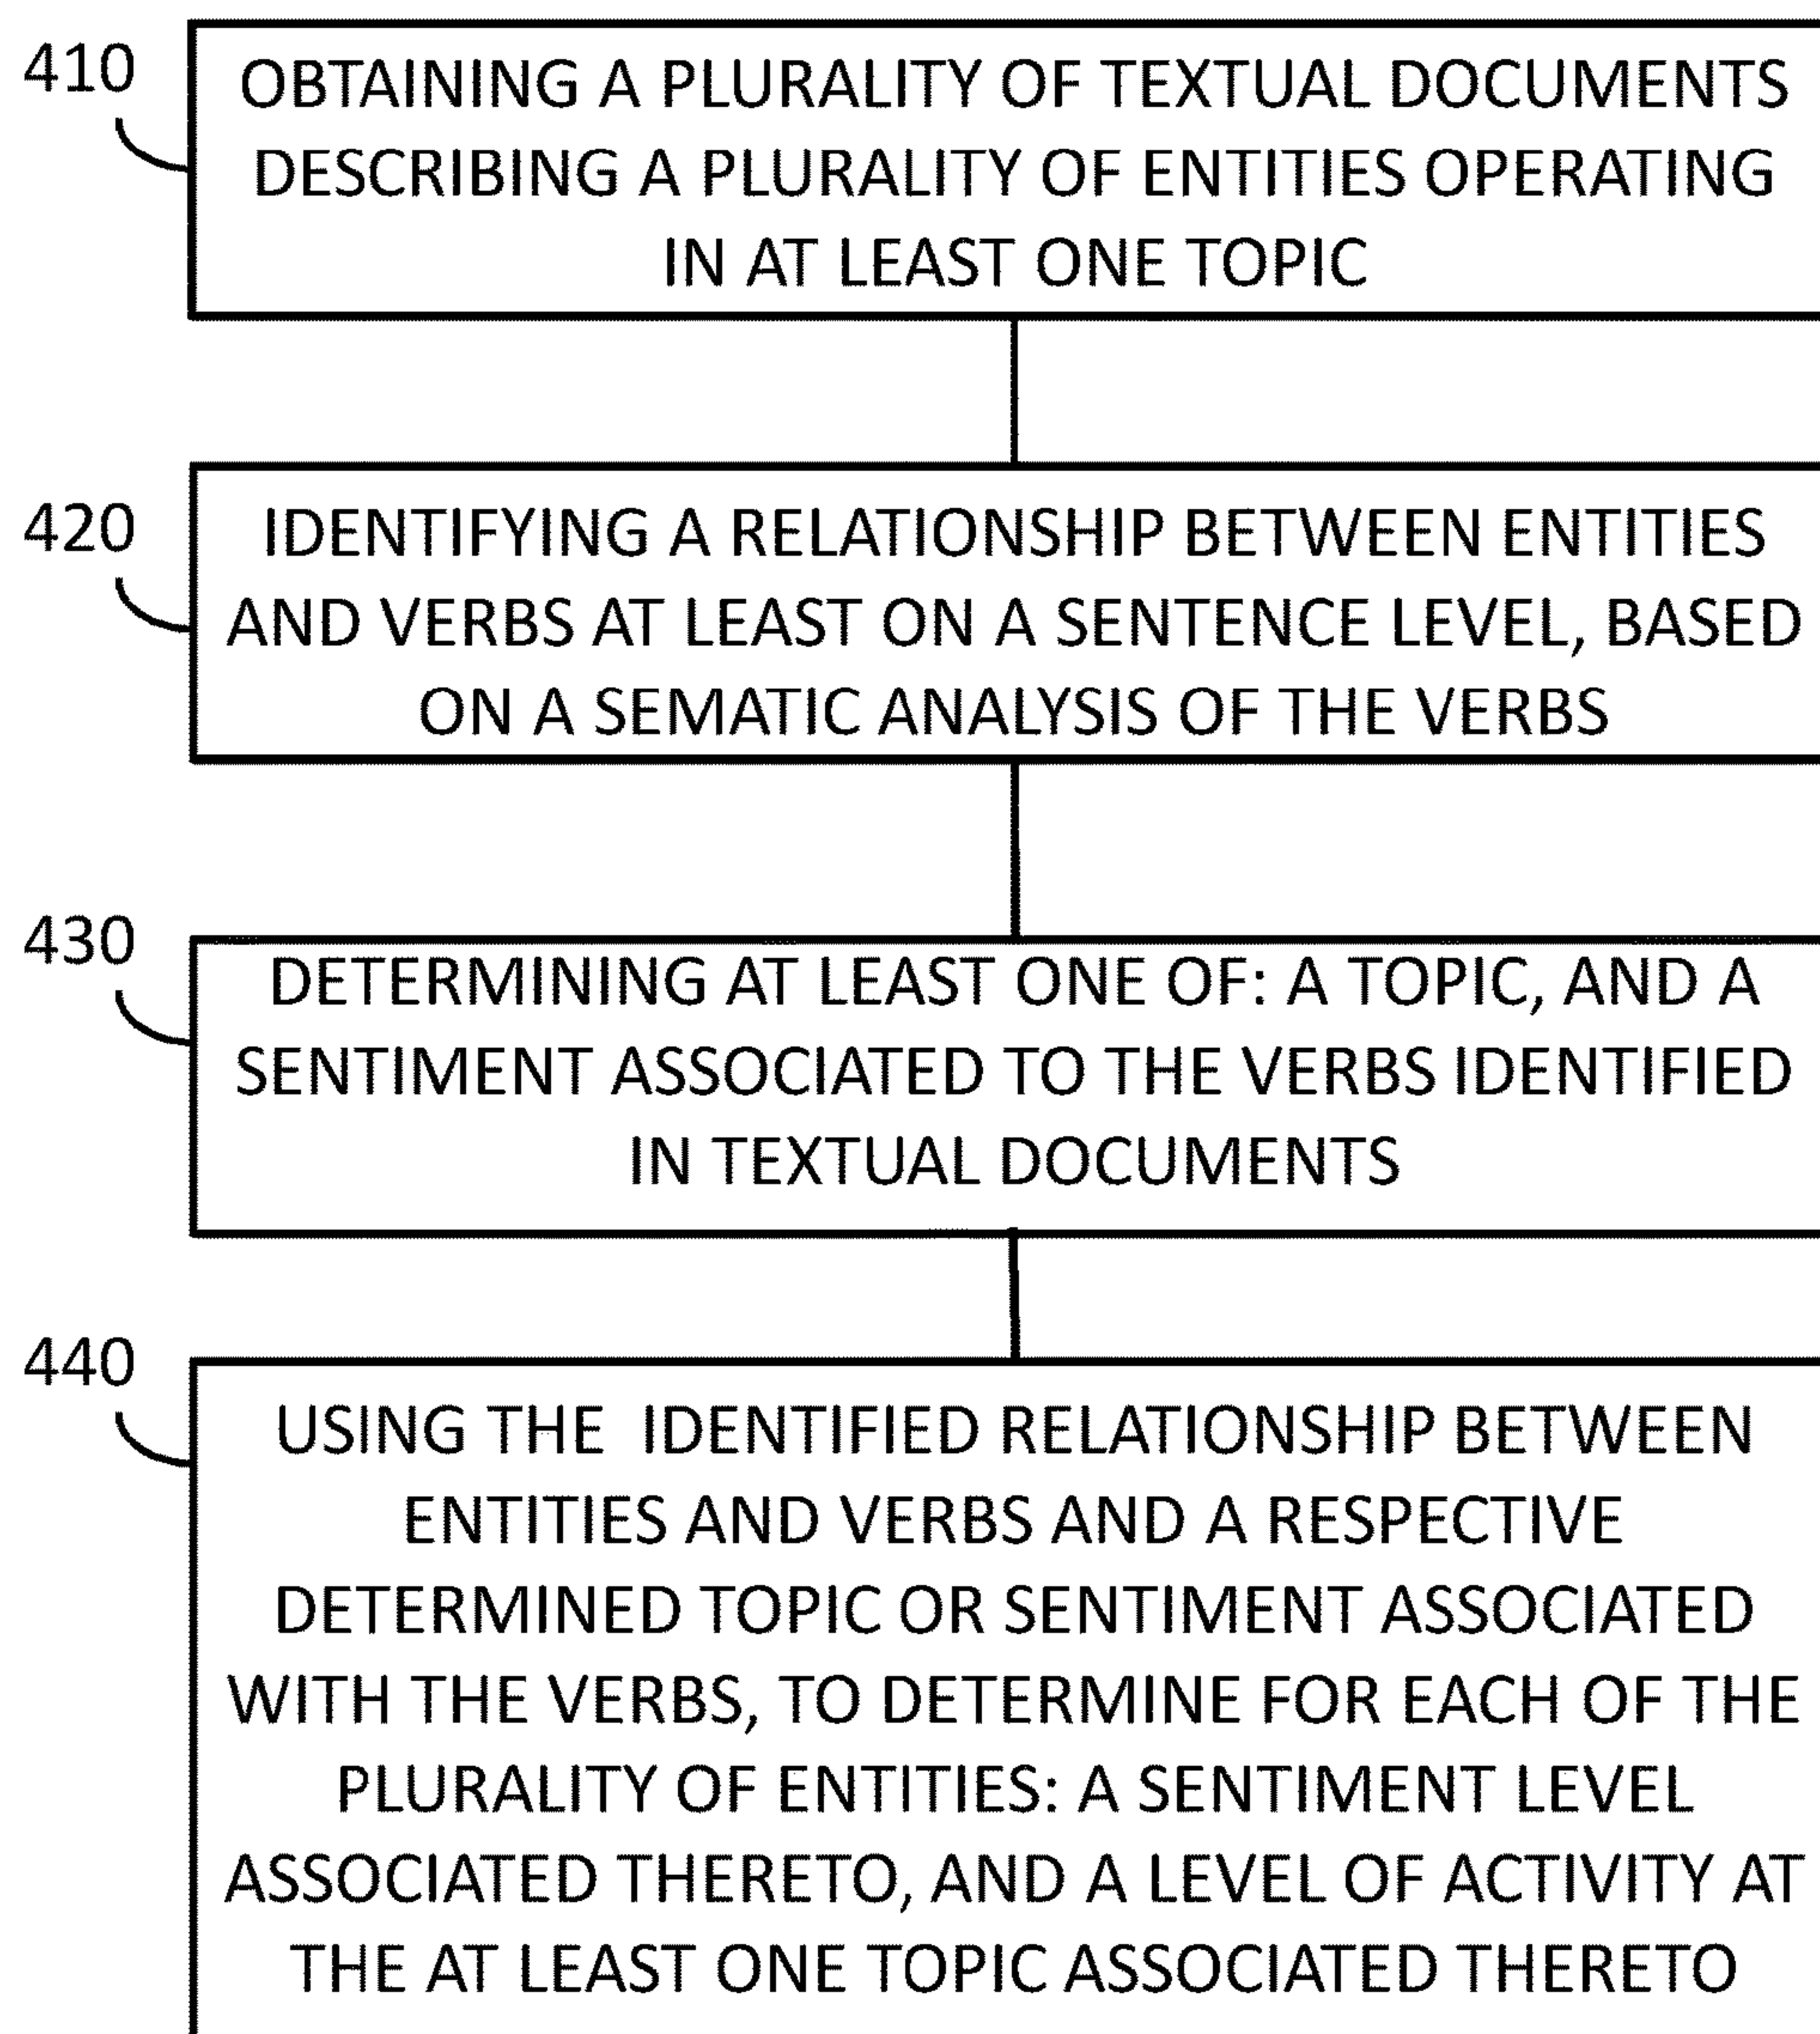 410
OBTAINING A PLURALITY OF TEXTUAL DOCUMENTS
DESCRIBING A PLURALITY OF ENTITIES OPERATING
IN AT LEAST ONE TOPIC
420
IDENTIFYING A RELATIONSHIP BETWEEN ENTITIES
AND VERBS AT LEAST ON A SENTENCE LEVEL, BASED
ON A SEMATIC ANALYSIS OF THE VERBS
430
DETERMINING AT LEAST ONE OF: A TOPIC, AND A
SENTIMENT ASSOCIATED TO THE VERBS IDENTIFIED
IN TEXTUAL DOCUMENTS
440
USING THE IDENTIFIED RELATIONSHIP BETWEEN
ENTITIES AND VERBS AND A RESPECTIVE
DETERMINED TOPIC OR SENTIMENT ASSOCIATED
WITH THE VERBS, TO DETERMINE FOR EACH OF THE
PLURALITY OF ENTITIES: A SENTIMENT LEVEL
ASSOCIATED THERETO, AND A LEVEL OF ACTIVITY AT
THE AT LEAST ONE TOPIC ASSOCIATED THERETO